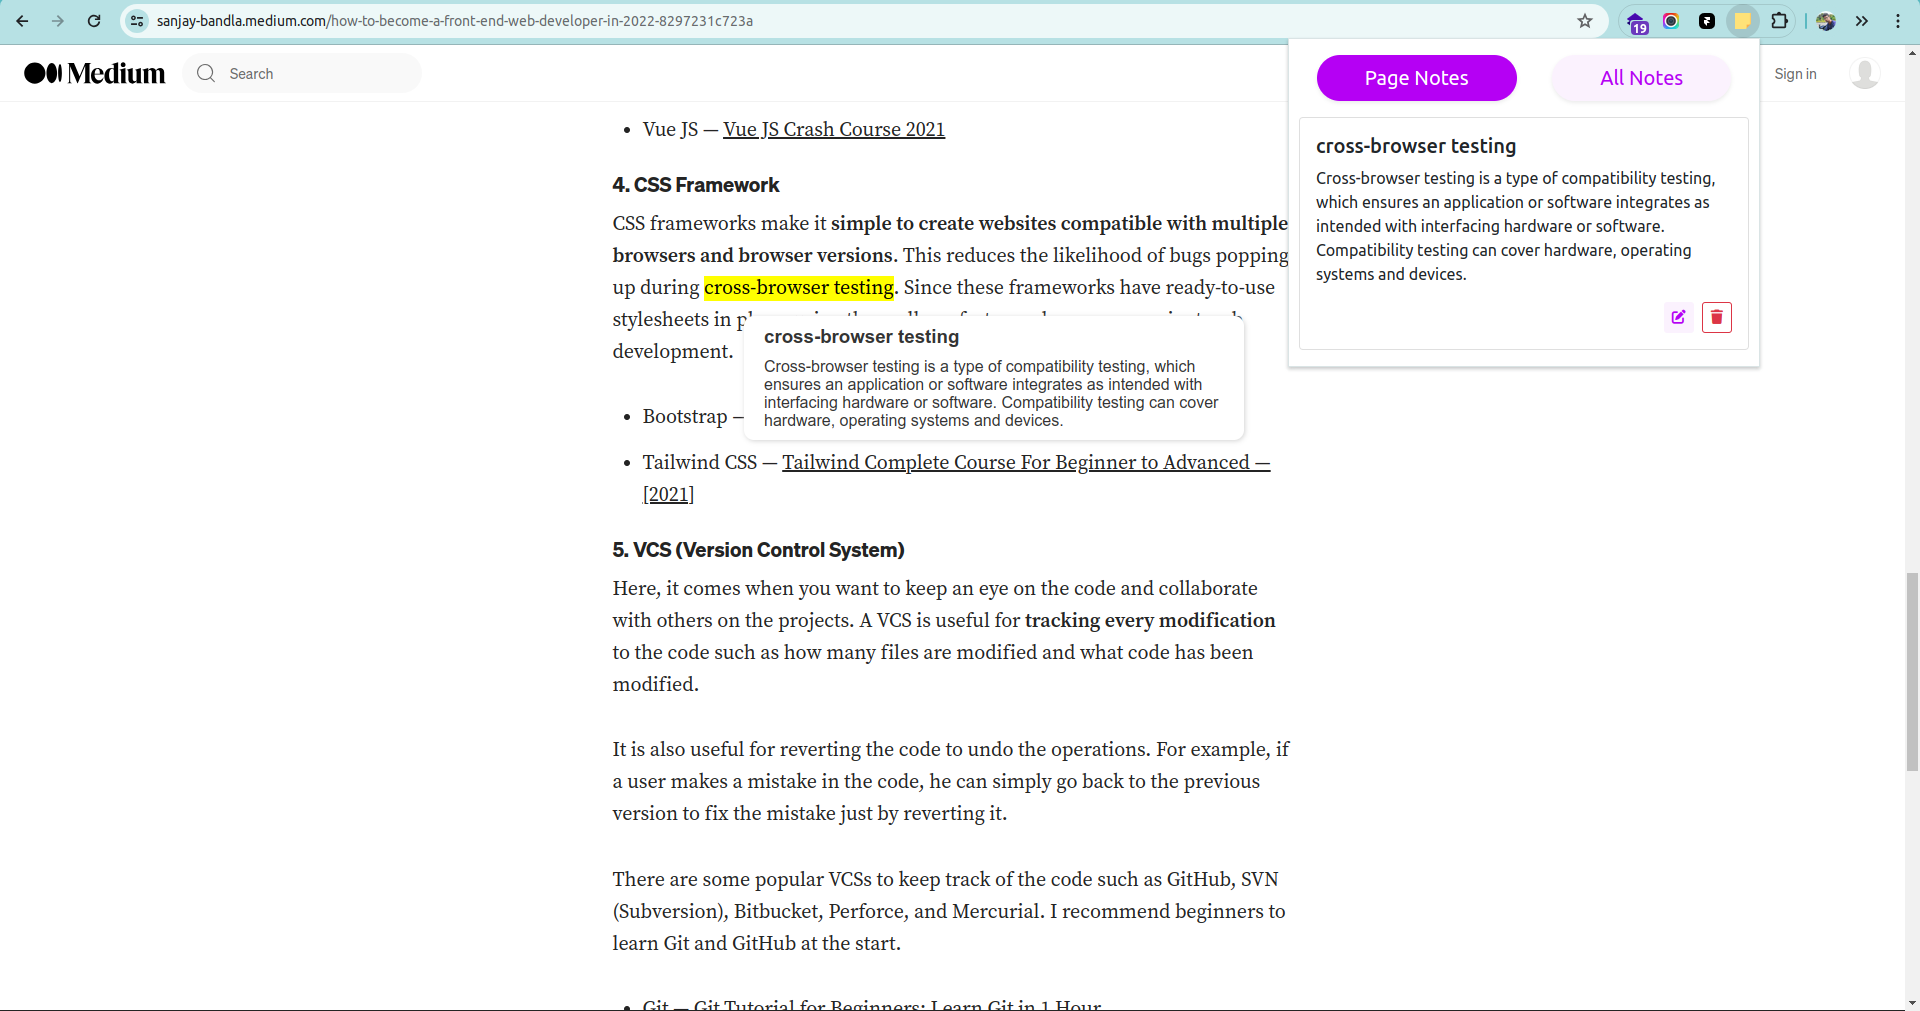 sanjay-bandla.medium.com/how-to-become-a-front-end-web-developer-in-2022-8297231c723a
19
Medium
Search
Sign in
Page Notes
All Notes
cross-browser testing
Cross-browser testing is a type of compatibility testing,
which ensures an application or software integrates as
intended with interfacing hardware or software.
Compatibility testing can cover hardware, operating
systems and devices.
Vue JS — Vue JS Crash Course 2021
4. CSS Framework
CSS frameworks make it simple to create websites compatible with multiple
browsers and browser versions. This reduces the likelihood of bugs popping
up during cross-browser testing. Since these frameworks have ready-to-use
stylesheets in
development.
cross-browser testing
Cross-browser testing is a type of compatibility testing, which
ensures an application or software integrates as intended with
interfacing hardware or software. Compatibility testing can cover
hardware, operating systems and devices.
Bootstrap —
Tailwind CSS — Tailwind Complete Course For Beginner to Advanced —
[2021]
5. VCS (Version Control System)
Here, it comes when you want to keep an eye on the code and collaborate
with others on the projects. A VCS is useful for tracking every modification
to the code such as how many files are modified and what code has been
modified.
It is also useful for reverting the code to undo the operations. For example, if
a user makes a mistake in the code, he can simply go back to the previous
version to fix the mistake just by reverting it.
There are some popular VCSs to keep track of the code such as GitHub, SVN
(Subversion), Bitbucket, Perforce, and Mercurial. I recommend beginners to
learn Git and GitHub at the start.
Git — Git Tutorial for Beginners: Learn Git in 1 Hour